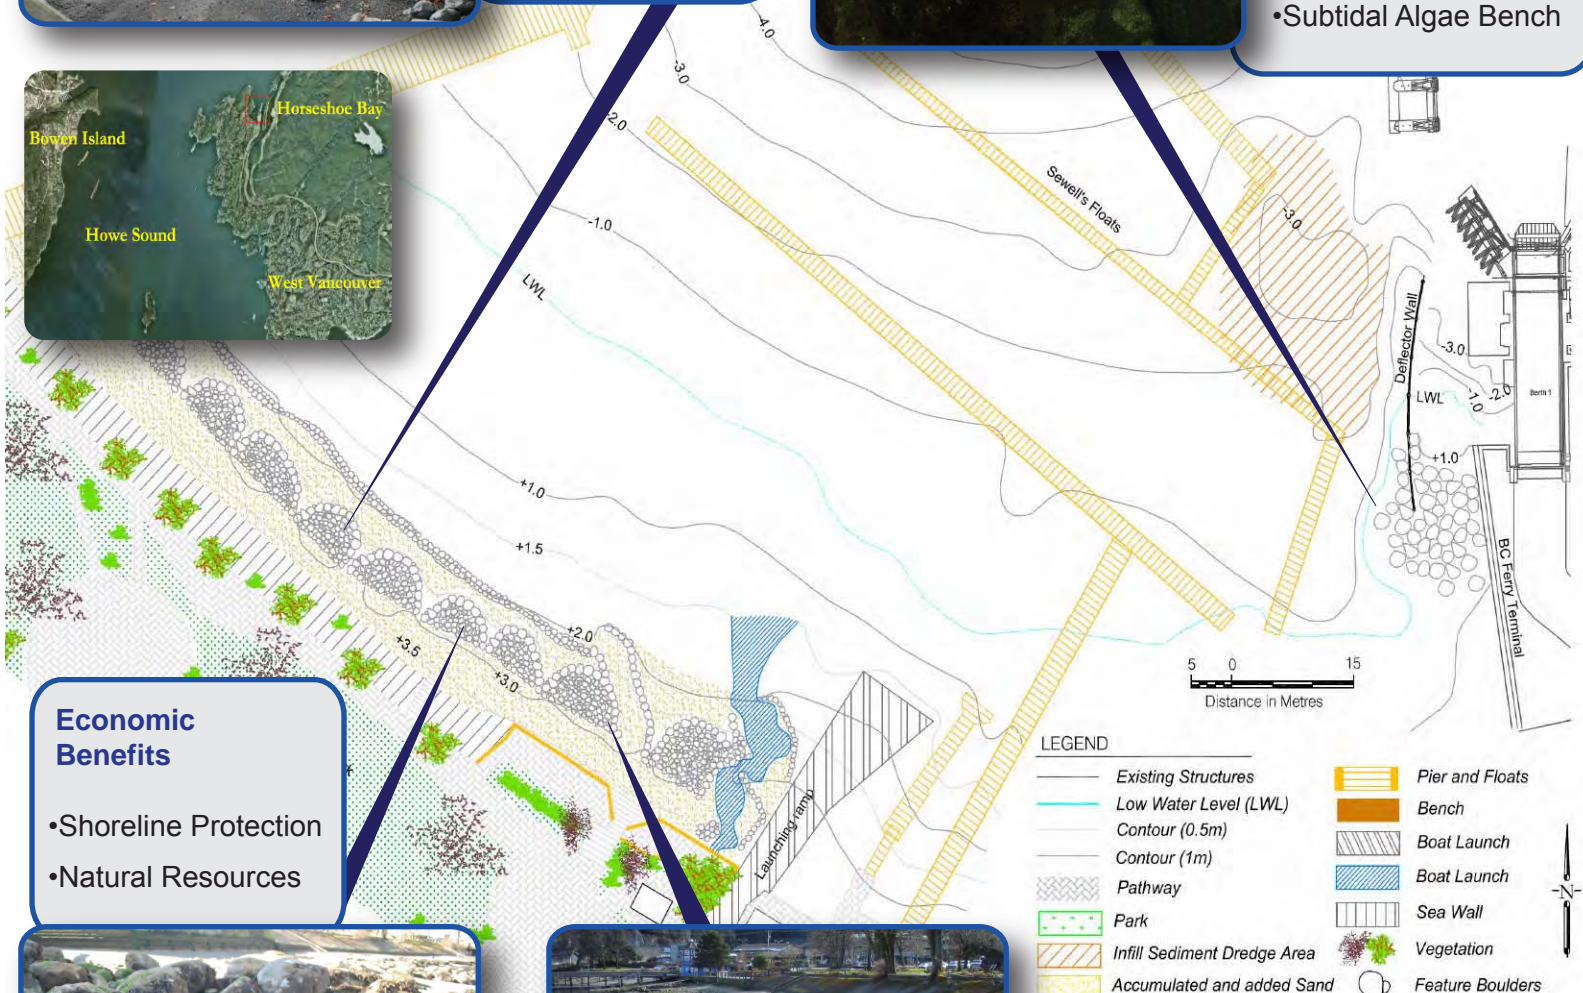 •Subtidal Algae Bench
Bowen Island
Horseshoe Bay
Howe Sound
West Vancouver
-4.0
-3.0
-2.0
-1.0
LWL
+1.0
+1.5
+2.0
+3.0
+3.5
Sewell's Floats
-3.0
Deflector Wall
-3.0
-2.0
-1.0
LWL
+1.0
Berth 1
BC Ferry Terminal
Launching ramp
5 0 15
Distance in Metres
Economic
Benefits
•Shoreline Protection
•Natural Resources
LEGEND
Existing Structures
Low Water Level (LWL)
Contour (0.5m)
Contour (1m)
Pathway
Park
Infill Sediment Dredge Area
Accumulated and added Sand
Pier and Floats
Bench
Boat Launch
Boat Launch
Sea Wall
Vegetation
Feature Boulders
-N-